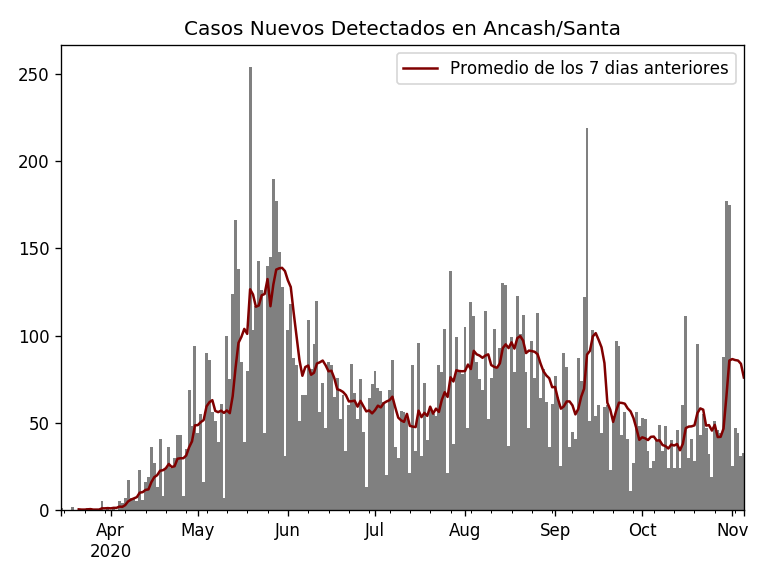 Casos Nuevos Detectados en Ancash/Santa
Promedio de los 7 dias anteriores
250
200
150
100
50
0
Apr
2020
May
Jun
Jul
Aug
Sep
Oct
Nov